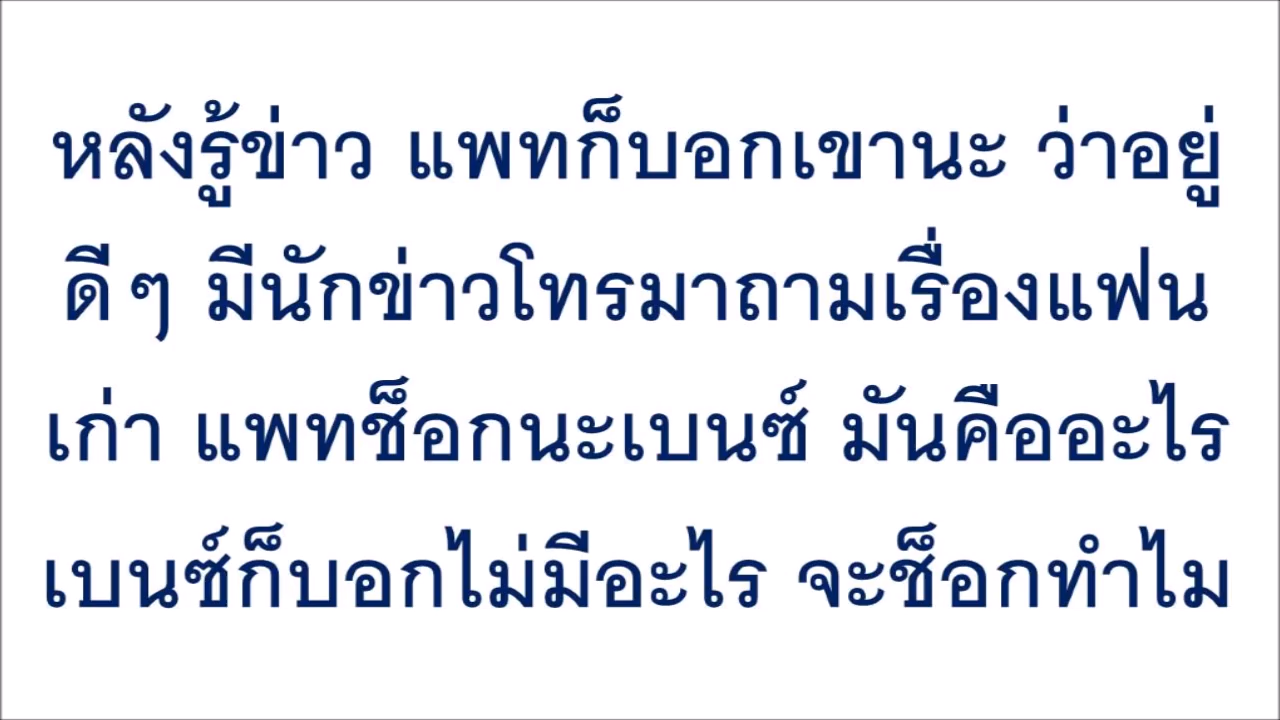 หลังรู้ข่าว แพทก็บอกเขานะ ว่าอยู่
ดีๆ มีนักข่าวโทรมาถามเรื่องแฟน
เก่า แพทช็อกนะเบนซ์ มันคืออะไร
เบนซ์ก็บอกไม่มีอะไร จะช็อกทำไม